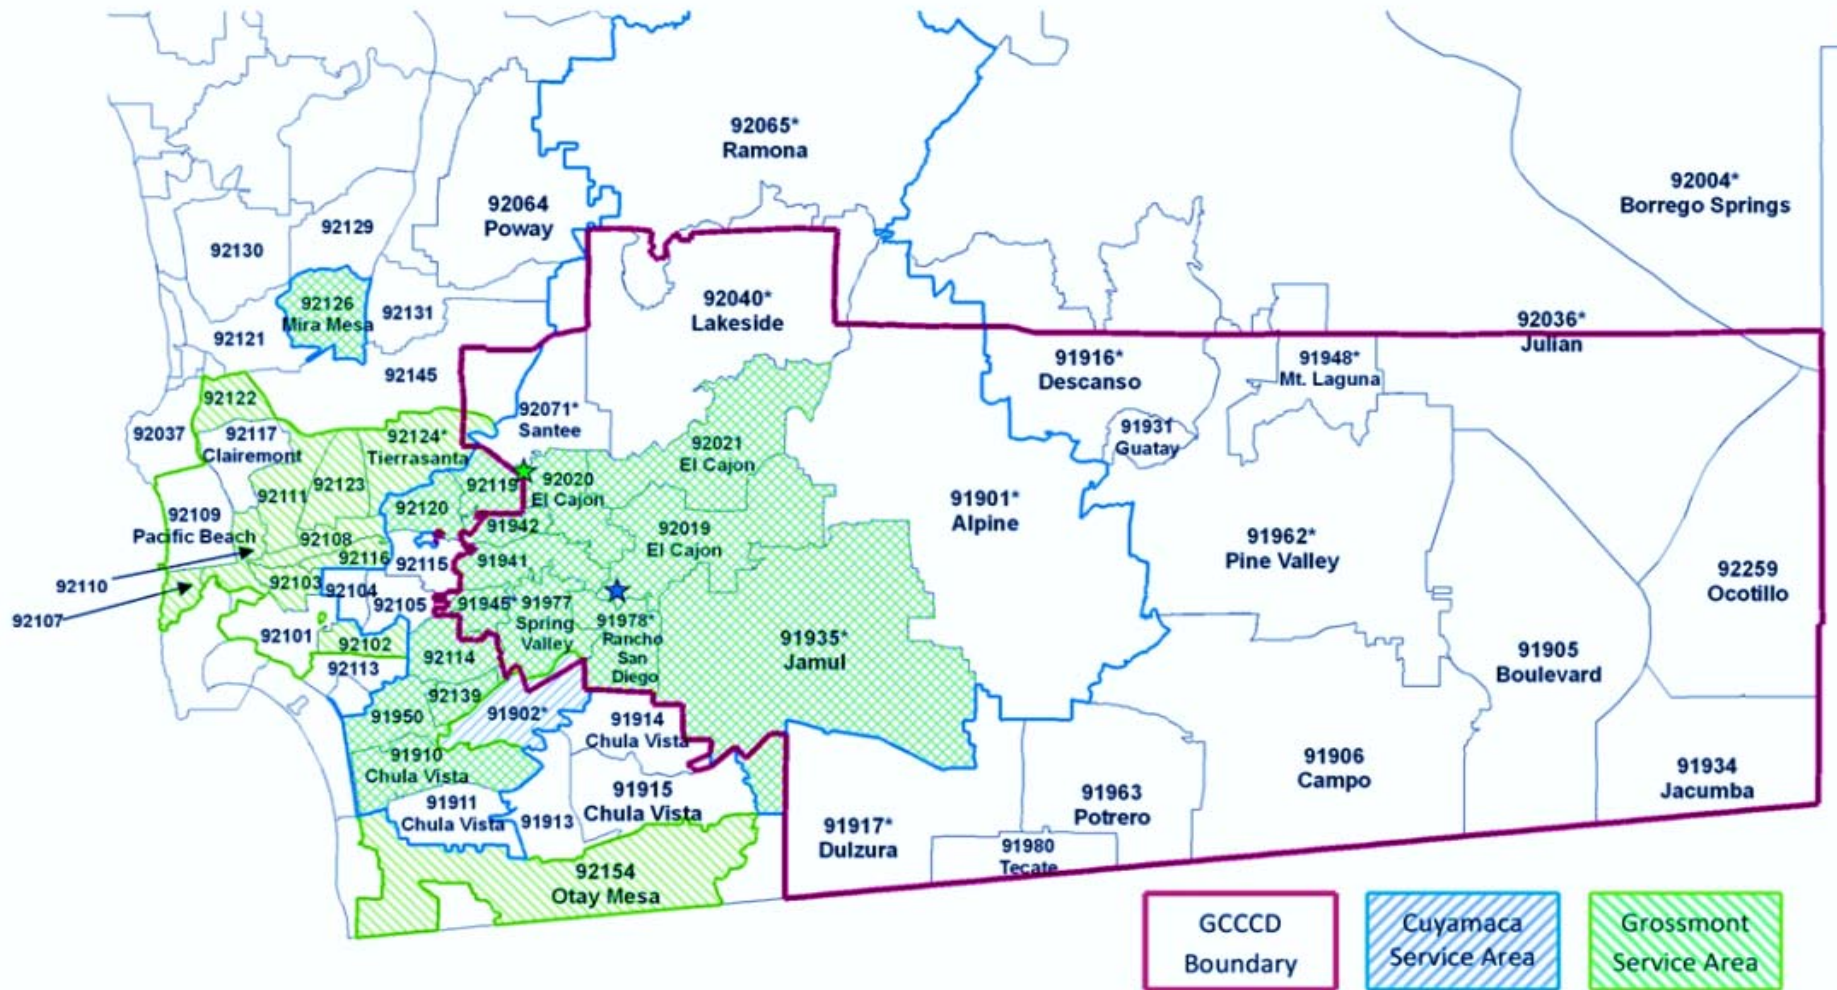 92065*
Ramona
92004*
Borrego Springs
92064
Poway
92129
92130
92126
Mira Mesa
92131
92121
92040*
Lakeside
92036*
Julian
91916*
Descanso
91948*
Mt. Laguna
92145
92122
92071*
Santee
92037
92117
Clairemont
92124*
Tierrasanta
91931
Guatay
92021
El Cajon
92119
92020
El Cajon
92111
92123
92120
91901*
Alpine
92109
Pacific Beach
91942
92019
El Cajon
92108
92116
91962*
Pine Valley
92115
91941
92110
92103
92104
92259
Ocotillo
92107
92105
91945*
91977
Spring
Valley
91978*
Rancho
San
Diego
92101
92102
91935*
Jamul
92113
92114
91905
Boulevard
92139
91950
91902*
91914
Chula Vista
91910
Chula Vista
91906
Campo
91934
Jacumba
91911
Chula Vista
91913
91915
Chula Vista
91963
Potrero
91917*
Dulzura
91980
Tecate
92154
Otay Mesa
GCCCD
Boundary
Cuyamaca
Service Area
Grossmont
Service Area